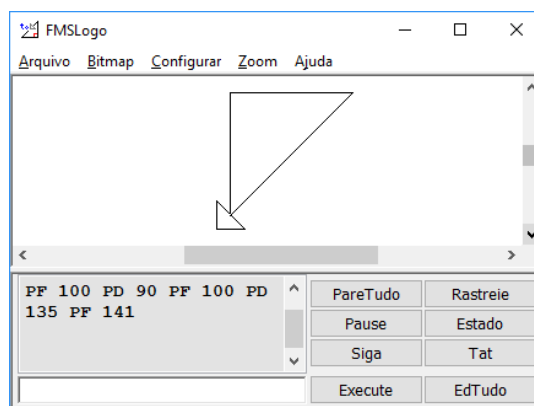 FMSLogo
Arquivo Bitmap Configurar Zoom Ajuda
PF 100 PD 90 PF 100 PD
135 PF 141
PareTudo Rastreie
Pause Estado
Siga Tat
Execute EdTudo